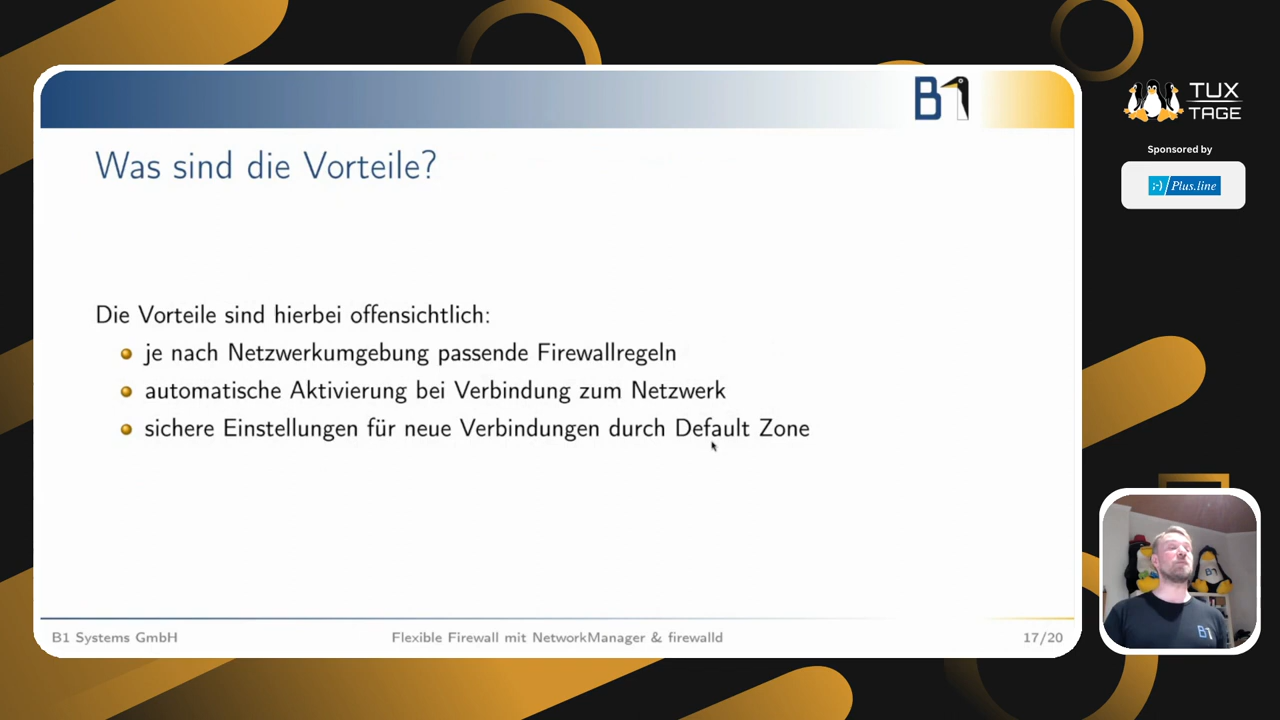 B1
TUX
TAGE
Sponsored by
;-) Plus.line
Was sind die Vorteile?
Die Vorteile sind hierbei offensichtlich:
je nach Netzwerkumgebung passende Firewallregeln
automatische Aktivierung bei Verbindung zum Netzwerk
sichere Einstellungen für neue Verbindungen durch Default Zone
B1
B1
B1 Systems GmbH
Flexible Firewall mit NetworkManager & firewalld
17/20